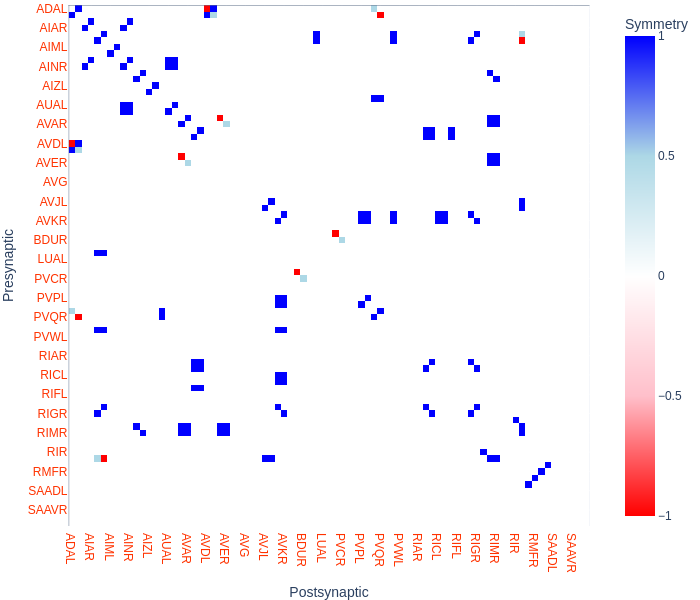 Symmetry
1
0.5
0
−0.5
−1
Presynaptic
ADAL
AIAR
AIML
AINR
AIZL
AUAL
AVAR
AVDL
AVER
AVG
AVJL
AVKR
BDUR
LUAL
PVCR
PVPL
PVQR
PVWL
RIAR
RICL
RIFL
RIGR
RIMR
RIR
RMFR
SAADL
SAAVR
ADAL
AIAR
AIML
AINR
AIZL
AUAL
AVAR
AVDL
AVER
AVG
AVJL
AVKR
BDUR
LUAL
PVCR
PVPL
PVQR
PVWL
RIAR
RICL
RIFL
RIGR
RIMR
RIR
RMFR
SAADL
SAAVR
Postsynaptic